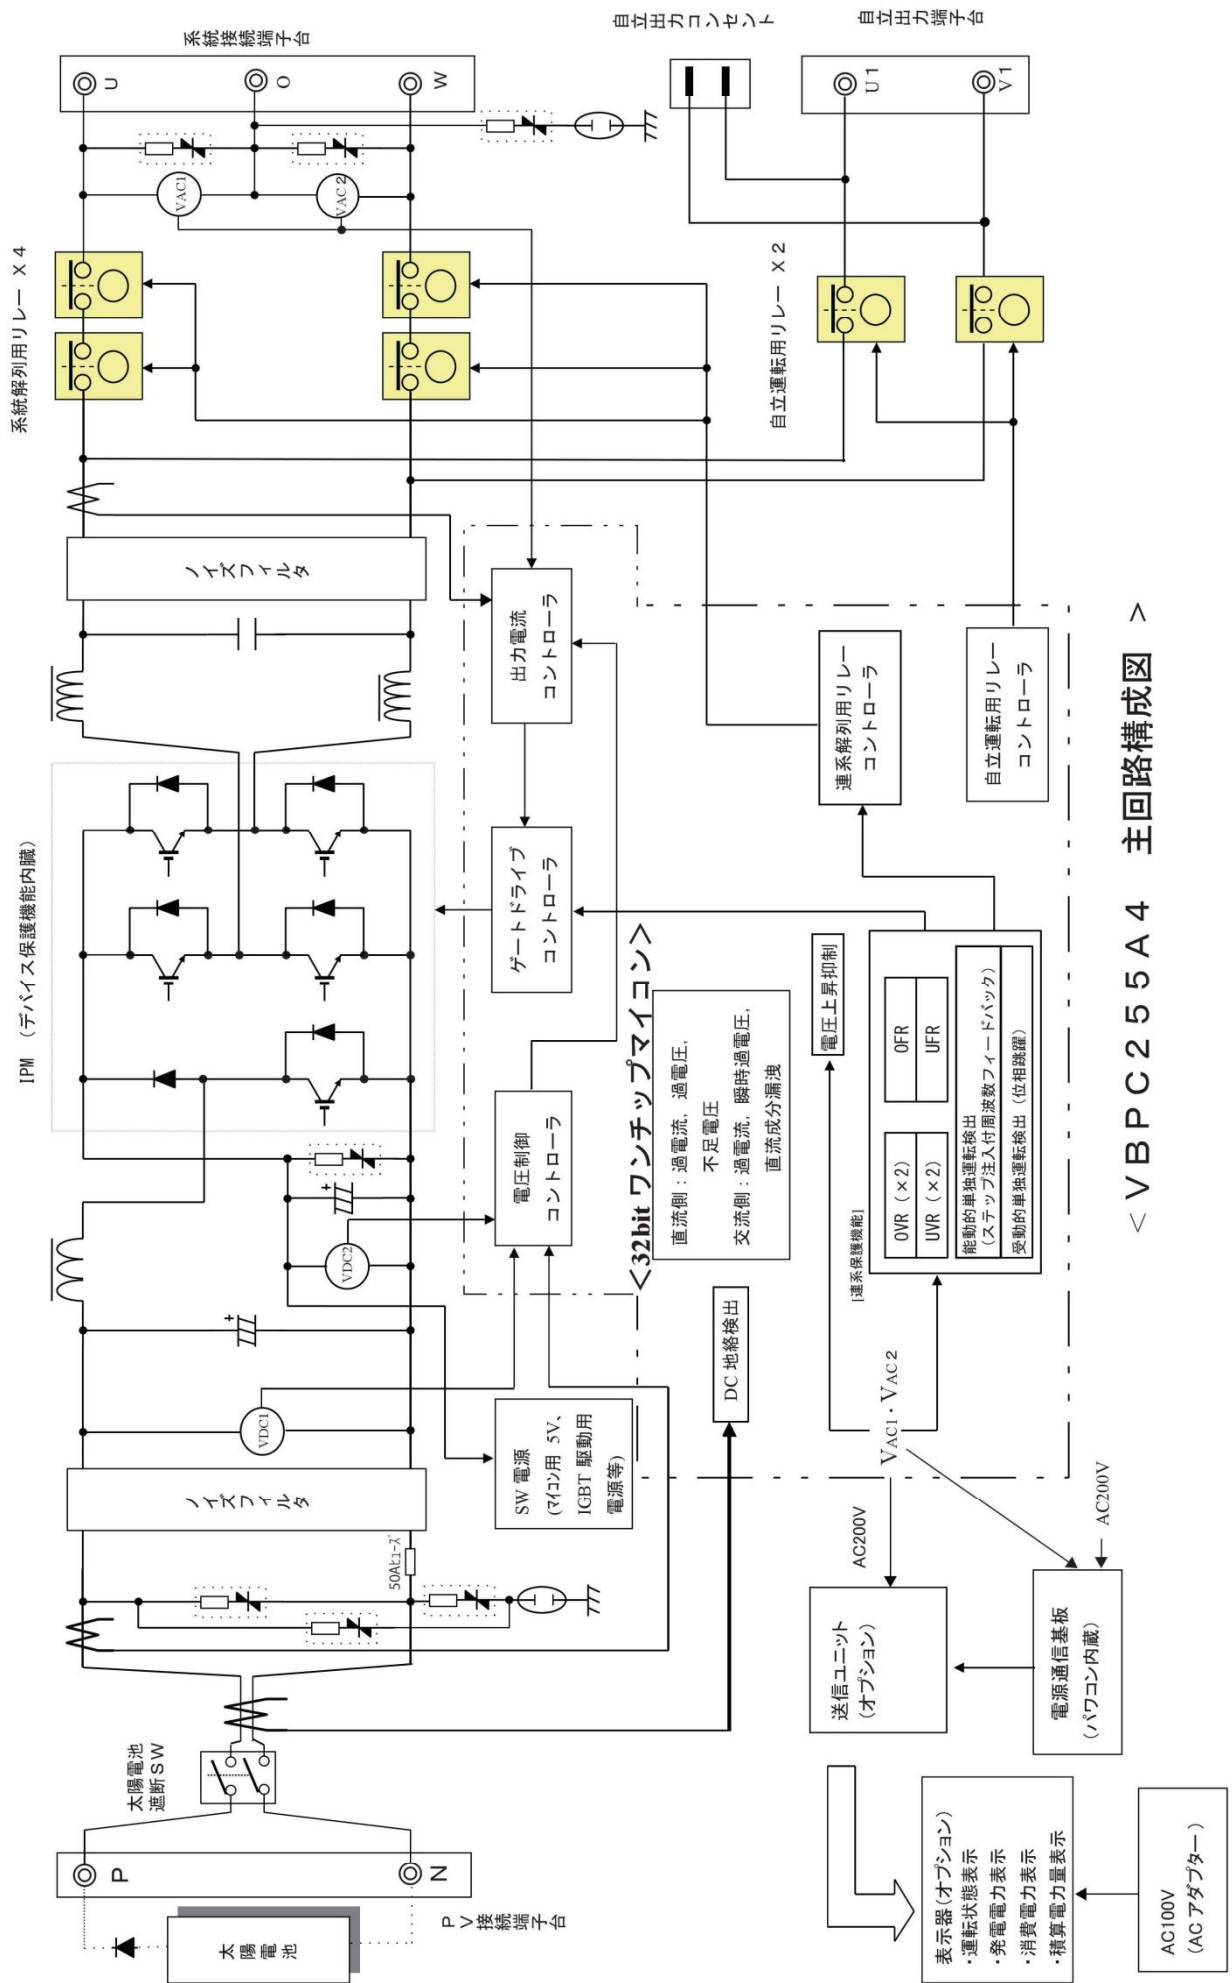 太陽電池
PV接続端子台
P
N
太陽電池
遮断SW
50Aヒューズ
ノイズフィルタ
VDC1
+
+
VDC2
IPM (デバイス保護機能内臓)
ノイズフィルタ
系統解列用リレー X 4
VAC1
VAC 2
系統接続端子台
U
O
W
自立出力コンセント
自立出力端子台
U 1
V 1
自立運転用リレー X 2
SW 電源
(マイコン用 5V、
IGBT 駆動用
電源等)
電圧制御
コントローラ
ゲートドライブ
コントローラ
出力電流
コントローラ
<32bit ワンチップマイコン>
直流側:過電流,過電圧,
不足電圧
交流側:過電流,瞬時過電圧,
直流成分漏洩
DC 地絡検出
連系解列用リレー
コントローラ
自立運転用リレー
コントローラ
電圧上昇抑制
[連系保護機能]
OVR (×2)
OFR
UVR (×2)
UFR
能動的単独運転検出
(ステップ注入付周波数フィードバック)
受動的単独運転検出 (位相跳躍)
VAC1・VAC 2
AC200V
AC200V
送信ユニット
(オプション)
電源通信基板
(パワコン内蔵)
表示器(オプション)
・運転状態表示
・発電電力表示
・消費電力表示
・積算電力量表示
AC100V
(AC アダプター)
<VBPC255A4 主回路構成図 >